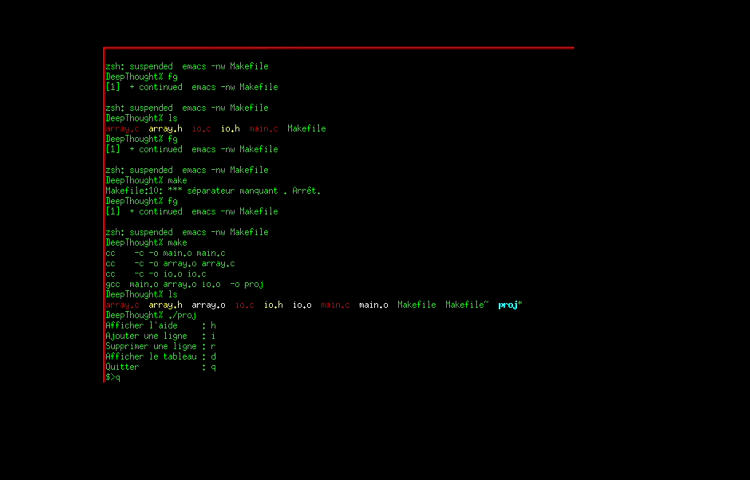 zsh: suspended  emacs -nw Makefile
DeepThought% fg
[1]  + continued  emacs -nw Makefile
zsh: suspended  emacs -nw Makefile
DeepThought% ls
array.c  array.h  io.c  io.h  main.c  Makefile
DeepThought% fg
[1]  + continued  emacs -nw Makefile
zsh: suspended  emacs -nw Makefile
DeepThought% make
Makefile:10: *** séparateur manquant . Arrêt.
DeepThought% fg
[1]  + continued  emacs -nw Makefile
zsh: suspended  emacs -nw Makefile
DeepThought% make
cc    -c -o main.o main.c
cc    -c -o array.o array.c
cc    -c -o io.o io.c
gcc  main.o array.o io.o  -o proj
DeepThought% ls
array.c  array.h  array.o  io.c  io.h  io.o  main.c  main.o  Makefile  Makefile~  proj*
DeepThought% ./proj
Afficher l'aide    : h
Ajouter une ligne  : i
Supprimer une ligne : r
Afficher le tableau : d
Quitter            : q
$>q